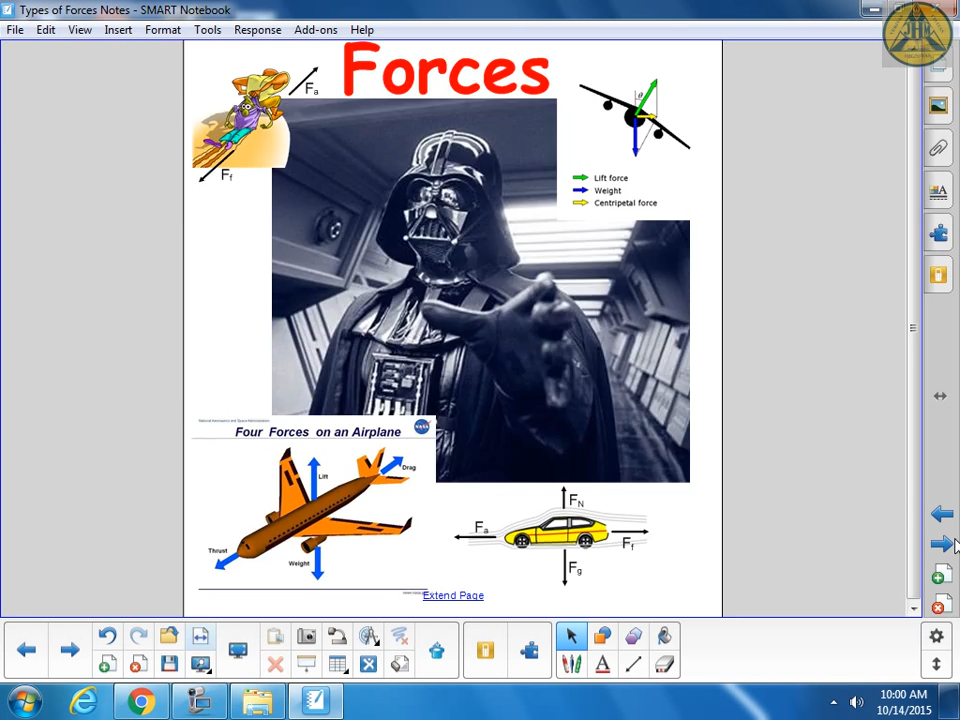 Types of Forces Notes - SMART Notebook
File Edit View Insert Format Tools Response Add-ons Help
JHM
Forces
Fa
Ff
θ
Lift force
Weight
Centripetal force
Four Forces on an Airplane
NASA
Lift
Drag
Thrust
Weight
FN
Fa
Ff
Fg
Extend Page
10:00 AM
10/14/2015